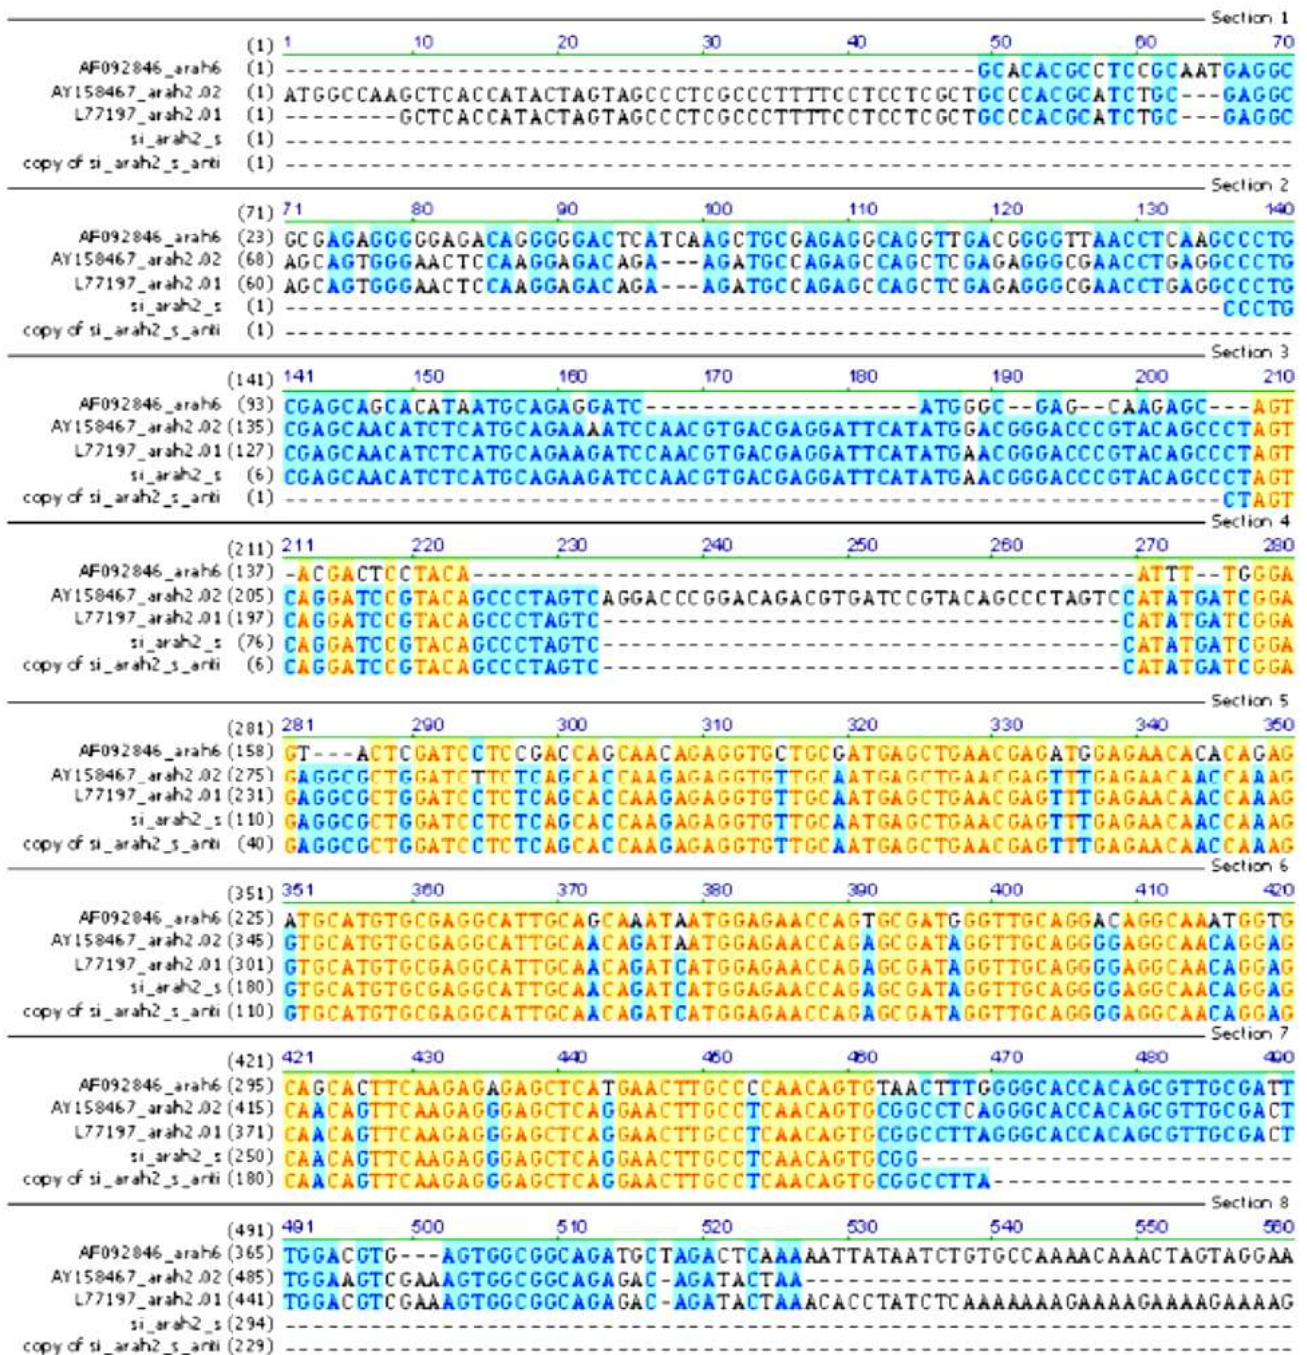 Section 1
(1) 1 10 20 30 40 50 60 70
AF092846_arah6 (1) ------------------------------------------------GCACACGCCTCCGCAATGAGGC
AY158467_arah2.02 (1) ATGGCCAAGCTCACCATACTAGTAGCCCTCGCCCTTTTCCTCCTCGCTGCCCACGCATCTGC---GAGGC
L77197_arah2.01 (1) --------GCTCACCATACTAGTAGCCCTCGCCCTTTTCCTCCTCGCTGCCCACGCATCTGC---GAGGC
si_arah2_s (1) ----------------------------------------------------------------------
copy of si_arah2_s_anti (1) ----------------------------------------------------------------------
Section 2
(71) 71 80 90 100 110 120 130 140
AF092846_arah6 (23) GCGAGAGGGGGAGACAGGGGGACTCATCAAGCTGCGAGAGGCAGGTTGACGGGGTTAACCTCAAGCCCTG
AY158467_arah2.02 (68) AGCAGTGGGAACTCCAAGGAGACAGA---AGATGCCAGAGCCAGCTCGAGAGGGCGAACCTGAGGCCCTG
L77197_arah2.01 (60) AGCAGTGGGAACTCCAAGGAGACAGA---AGATGCCAGAGCCAGCTCGAGAGGGCGAACCTGAGGCCCTG
si_arah2_s (1) -----------------------------------------------------------------CCCTG
copy of si_arah2_s_anti (1) ----------------------------------------------------------------------
Section 3
(141) 141 150 160 170 180 190 200 210
AF092846_arah6 (93) CGAGCAGCACATAATGCAGAGGATC-------------------ATGGGC--GAG--CAAGAGC---AGT
AY158467_arah2.02 (135) CGAGCAACATCTCATGCAGAAAATCCAACGTGACGAGGATTCATATGGACGGGACCCGTACAGCCCTAGT
L77197_arah2.01 (127) CGAGCAACATCTCATGCAGAAGATCCAACGTGACGAGGATTCATATGAACGGGACCCGTACAGCCCTAGT
si_arah2_s (6) CGAGCAACATCTCATGCAGAAGATCCAACGTGACGAGGATTCATATGAACGGGACCCGTACAGCCCTAGT
copy of si_arah2_s_anti (1) -----------------------------------------------------------------CTAGT
Section 4
(211) 211 220 230 240 250 260 270 280
AF092846_arah6 (137) -ACGACTCCTACA----------------------------------------------ATTT--TGGGA
AY158467_arah2.02 (205) CAGGATCCGTACAGCCCTAGTCAGGACCCGGACAGACGTGATCCGTACAGCCCTAGTCCATATGATCGGA
L77197_arah2.01 (197) CAGGATCCGTACAGCCCTAGTC------------------------------------CATATGATCGGA
si_arah2_s (76) CAGGATCCGTACAGCCCTAGTC------------------------------------CATATGATCGGA
copy of si_arah2_s_anti (6) CAGGATCCGTACAGCCCTAGTC------------------------------------CATATGATCGGA
Section 5
(281) 281 290 300 310 320 330 340 350
AF092846_arah6 (158) GT---ACTCGATCCTCCGACCAGCAACAGAGGTGCTGCGATGAGCTGAACGAGATGGAGAACACACAGAG
AY158467_arah2.02 (275) GAGGCGCTGGATCTTCTCAGCACCAAGAGAGGTGTTGCAATGAGCTGAACGAGTTTGAGAACAACCAAAG
L77197_arah2.01 (231) GAGGCGCTGGATCCTCTCAGCACCAAGAGAGGTGTTGCAATGAGCTGAACGAGTTTGAGAACAACCAAAG
si_arah2_s (110) GAGGCGCTGGATCCTCTCAGCACCAAGAGAGGTGTTGCAATGAGCTGAACGAGTTTGAGAACAACCAAAG
copy of si_arah2_s_anti (40) GAGGCGCTGGATCCTCTCAGCACCAAGAGAGGTGTTGCAATGAGCTGAACGAGTTTGAGAACAACCAAAG
Section 6
(351) 351 360 370 380 390 400 410 420
AF092846_arah6 (225) ATGCATGTGCGAGGCATTGCAGCAAATAATGGAGAACCAGTGCGATGGGTTGCAGGACAGGCAAATGGTG
AY158467_arah2.02 (345) GTGCATGTGCGAGGCATTGCAACAGATAATGGAGAACCAGAGCGATAGGTTGCAGGGGAGGCAACAGGAG
L77197_arah2.01 (301) GTGCATGTGCGAGGCATTGCAACAGATCATGGAGAACCAGAGCGATAGGTTGCAGGGGAGGCAACAGGAG
si_arah2_s (180) GTGCATGTGCGAGGCATTGCAACAGATCATGGAGAACCAGAGCGATAGGTTGCAGGGGAGGCAACAGGAG
copy of si_arah2_s_anti (110) GTGCATGTGCGAGGCATTGCAACAGATCATGGAGAACCAGAGCGATAGGTTGCAGGGGAGGCAACAGGAG
Section 7
(421) 421 430 440 450 460 470 480 490
AF092846_arah6 (295) CAGCACTTCAAGAGAGAGCTCATGAACTTGCCCCAACAGTGTAACTTTGGGGCACCACAGCGTTGCGATT
AY158467_arah2.02 (415) CAACAGTTCAAGAGGGAGCTCAGGAACTTGCCTCAACAGTGCGGCCTCAGGGCACCACAGCGTTGCGACT
L77197_arah2.01 (371) CAACAGTTCAAGAGGGAGCTCAGGAACTTGCCTCAACAGTGCGGCCTTAGGGCACCACAGCGTTGCGACT
si_arah2_s (250) CAACAGTTCAAGAGGGAGCTCAGGAACTTGCCTCAACAGTGCGG--------------------------
copy of si_arah2_s_anti (180) CAACAGTTCAAGAGGGAGCTCAGGAACTTGCCTCAACAGTGCGGCCTTA---------------------
Section 8
(491) 491 500 510 520 530 540 550 560
AF092846_arah6 (365) TGGACGTG---AGTGGCGGCAGATGCTAGACTCAAAAATTATAATCTGTGCCAAAACAAACTAGTAGGAA
AY158467_arah2.02 (485) TGGAAGTCGAAAGTGGCGGCAGAGAC-AGATACTAA----------------------------------
L77197_arah2.01 (441) TGGACGTCGAAAGTGGCGGCAGAGAC-AGATACTAAACACCTATCTCAAAAAAAGAAAAGAAAAGAAAAG
si_arah2_s (294) ----------------------------------------------------------------------
copy of si_arah2_s_anti (229) ----------------------------------------------------------------------